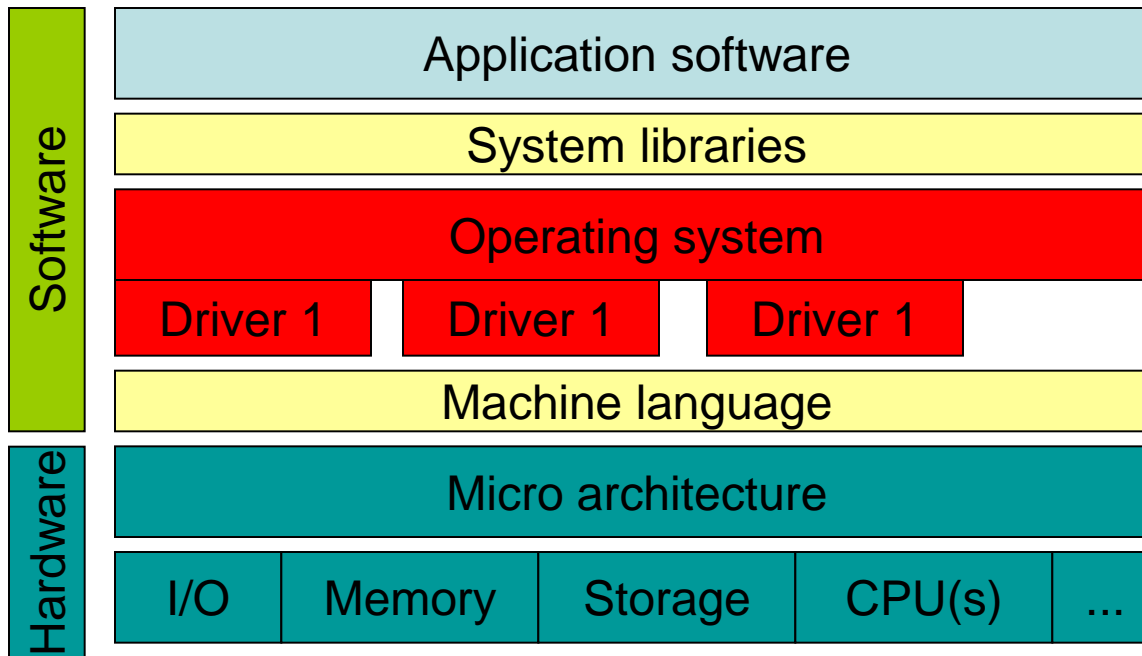 Software
Application software
System libraries
Operating system
Driver 1
Driver 1
Driver 1
Machine language
Hardware
Micro architecture
I/O
Memory
Storage
CPU(s)
...